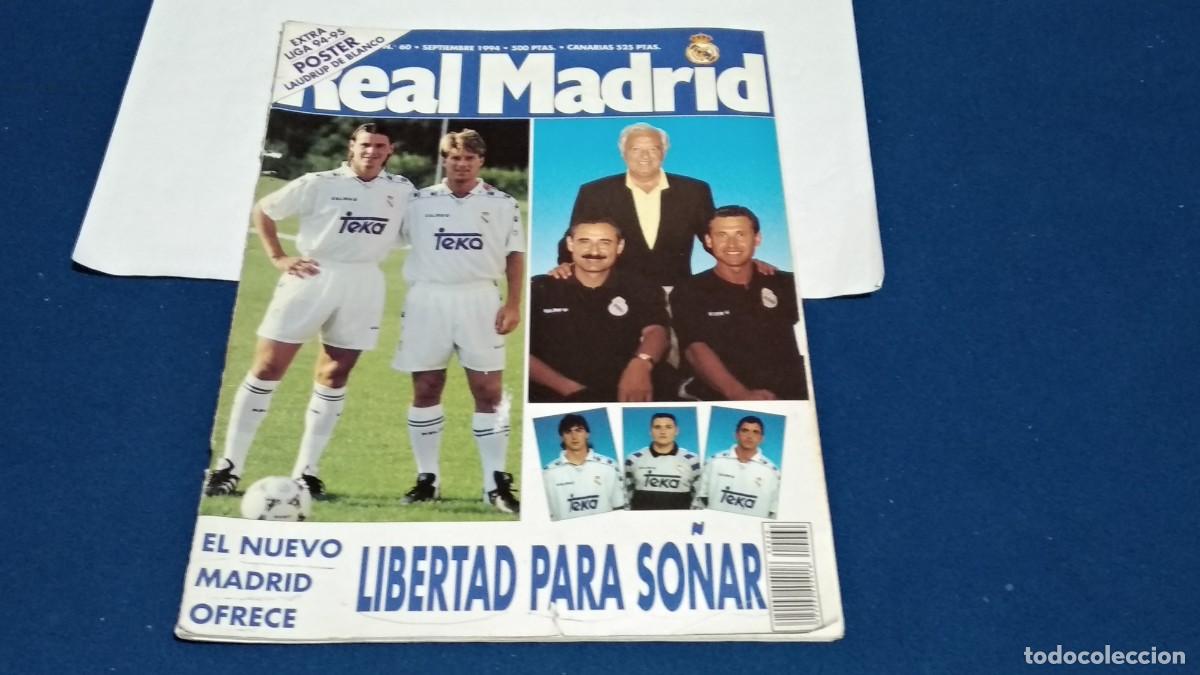 EXTRA
LIGA 94-95
POSTER
LAUDRUP DE BLANCO
N.º 60 • SEPTIEMBRE 1994 • 500 PTAS. • CANARIAS 525 PTAS.
Real Madrid
Teka
Teka
Teka
Teka
Teka
EL NUEVO
MADRID
OFRECE
LIBERTAD PARA SOÑAR
todocoleccion